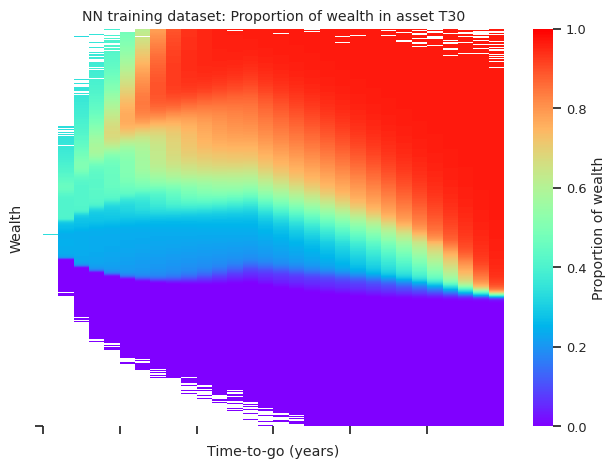 NN training dataset: Proportion of wealth in asset T30
Wealth
Time-to-go (years)
1.0
0.8
0.6
0.4
0.2
0.0
Proportion of wealth